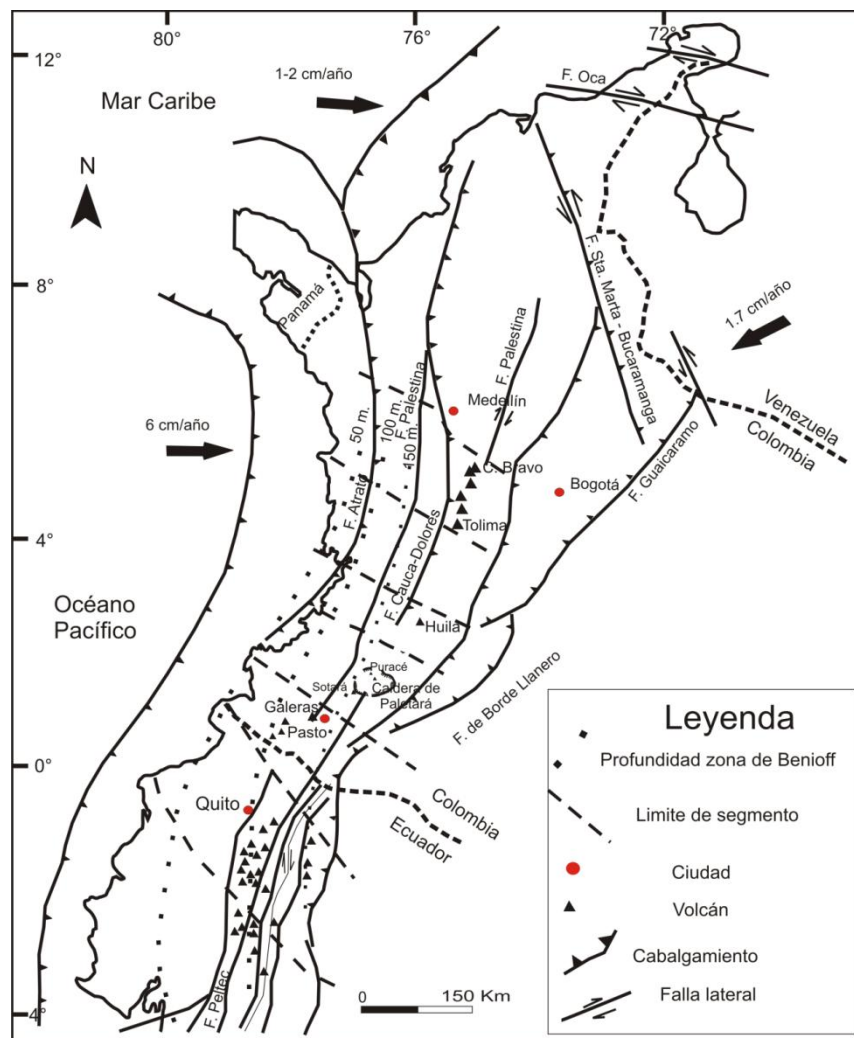 80°
76°
72°
12°
1-2 cm/año
Mar Caribe
F. Oca
N
F. Sta. Marta - Bucaramanga
8°
Panamá
1.7 cm/año
F. Palestina
F. Palestina
Medellín
50 m.
100 m.
150 m.
6 cm/año
Venezuela
Colombia
C. Bravo
Bogotá
F. Atrato
F. Guaicaramo
Tolima
4°
F. Cauca-Dolores
Océano
Pacífico
Huila
Puracé
Sotará
Caldera de
Paletará
Galeras
Pasto
F. de Borde Llanero
0°
Quito
Colombia
Ecuador
F. Peltec
4°
0
150 Km
Leyenda
Profundidad zona de Benioff
Limite de segmento
Ciudad
Volcán
Cabalgamiento
Falla lateral